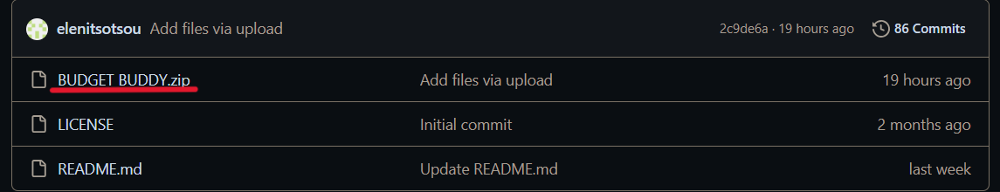 elenitsotsou Add files via upload 2c9de6a · 19 hours ago 86 Commits
BUDGET BUDDY.zip Add files via upload 19 hours ago
LICENSE Initial commit 2 months ago
README.md Update README.md last week